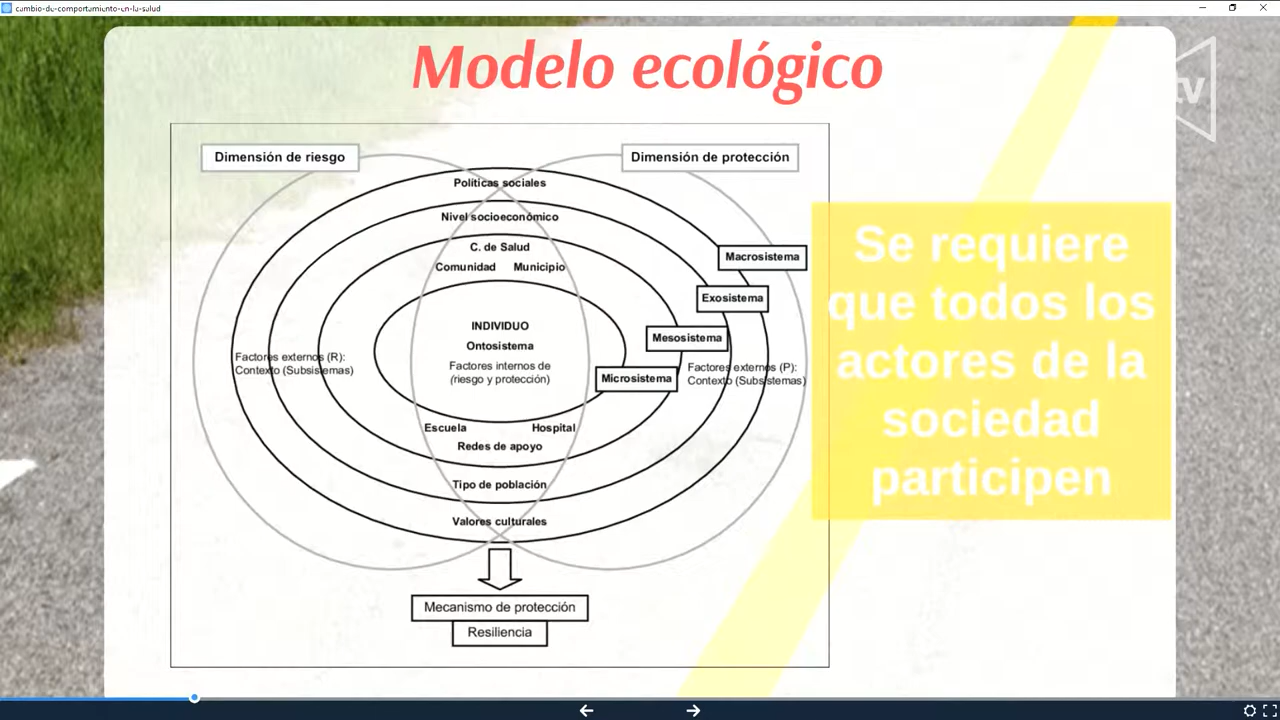 cambio-de-comportamiento-en-la-salud
Modelo ecológico
tv
Dimensión de riesgo
Dimensión de protección
Políticas sociales
Nivel socioeconómico
C. de Salud
Comunidad Municipio
Macrosistema
Exosistema
Mesosistema
Microsistema
INDIVIDUO
Ontosistema
Factores internos de
(riesgo y protección)
Factores externos (R):
Contexto (Subsistemas)
Factores externos (P):
Contexto (Subsistemas)
Escuela Hospital
Redes de apoyo
Tipo de población
Valores culturales
Mecanismo de protección
Resiliencia
Se requiere
que todos los
actores de la
sociedad
participen